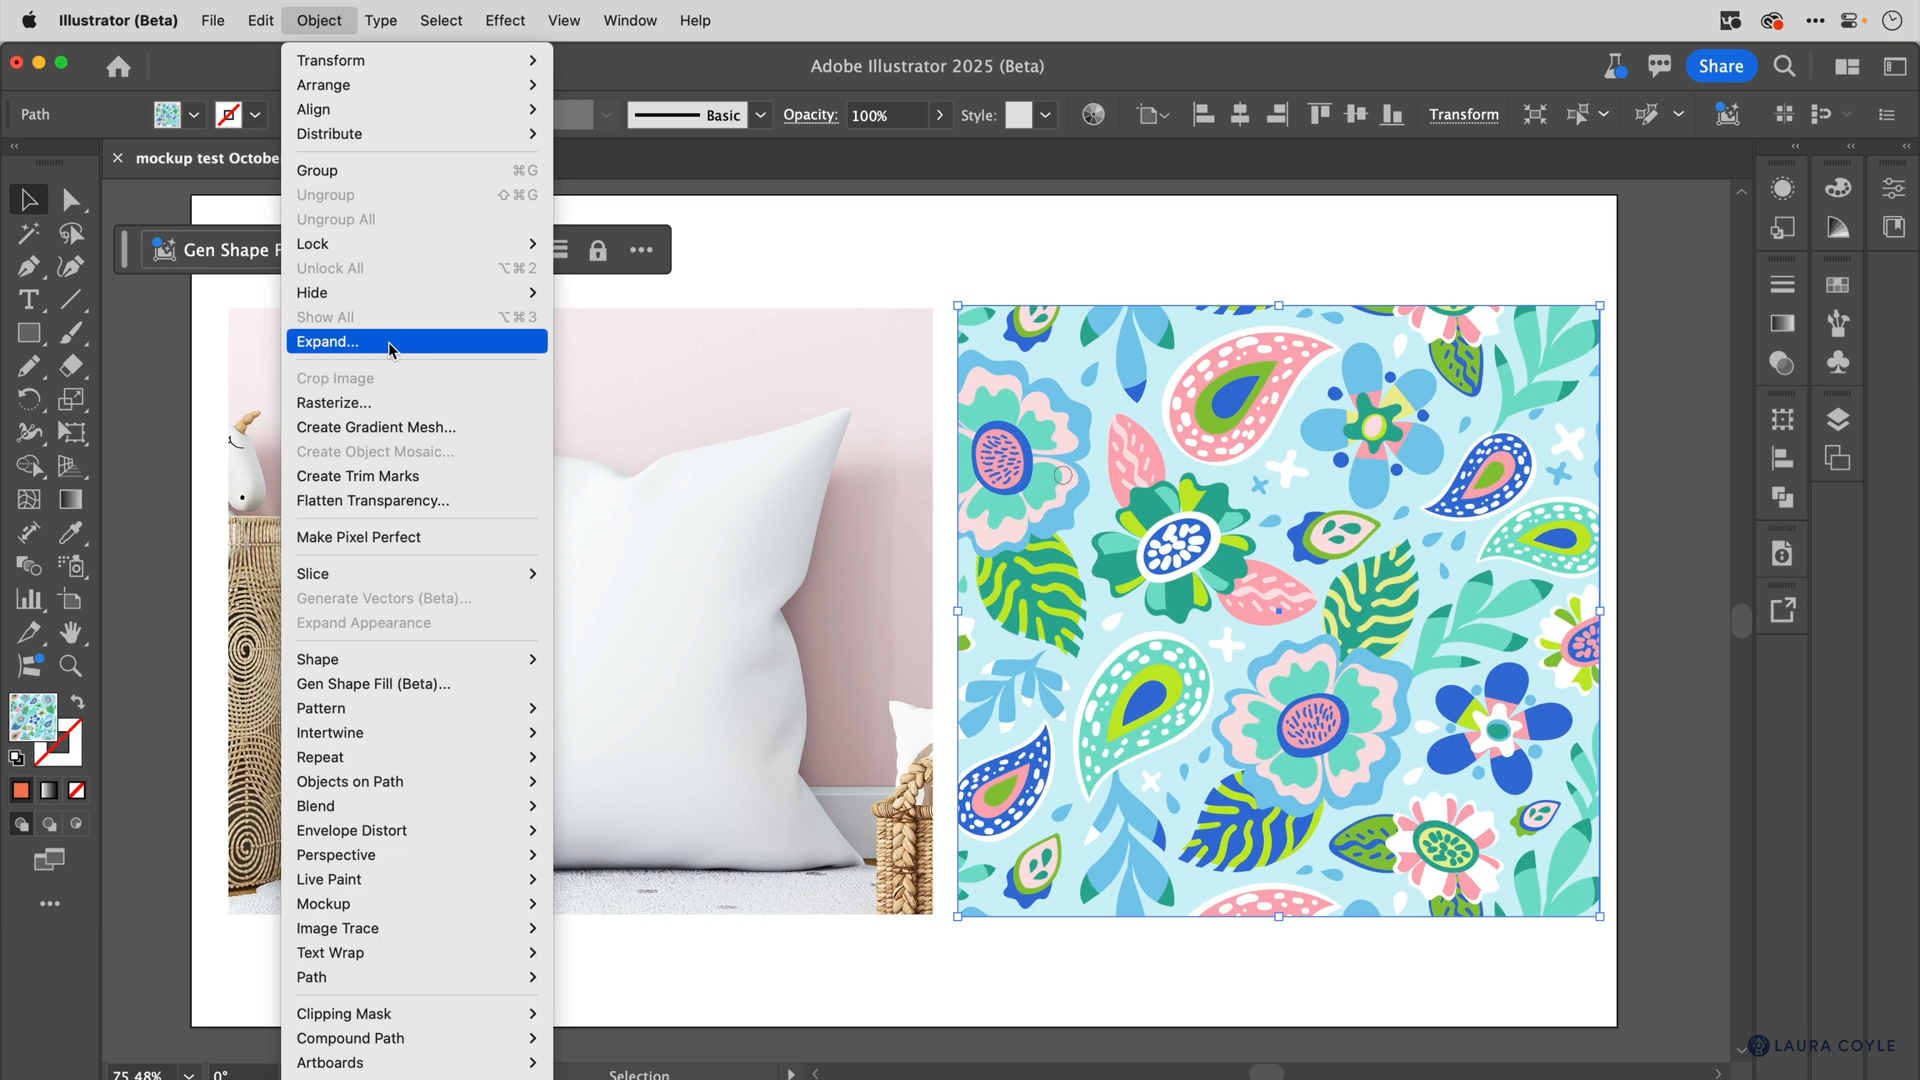 Illustrator (Beta) File Edit Object Type Select Effect View Window Help
Adobe Illustrator 2025 (Beta)
Share
Path
Basic
Opacity: 100%
Style:
Transform
× mockup test Octobe
Gen Shape F
Transform
Arrange
Align
Distribute
Group ⌘G
Ungroup ⇧⌘G
Ungroup All
Lock
Unlock All ⌥⌘2
Hide
Show All ⌥⌘3
Expand...
Crop Image
Rasterize...
Create Gradient Mesh...
Create Object Mosaic...
Create Trim Marks
Flatten Transparency...
Make Pixel Perfect
Slice
Generate Vectors (Beta)...
Expand Appearance
Shape
Gen Shape Fill (Beta)...
Pattern
Intertwine
Repeat
Objects on Path
Blend
Envelope Distort
Perspective
Live Paint
Mockup
Image Trace
Text Wrap
Path
Clipping Mask
Compound Path
Artboards
75.48% 0° Selection
LAURA COYLE